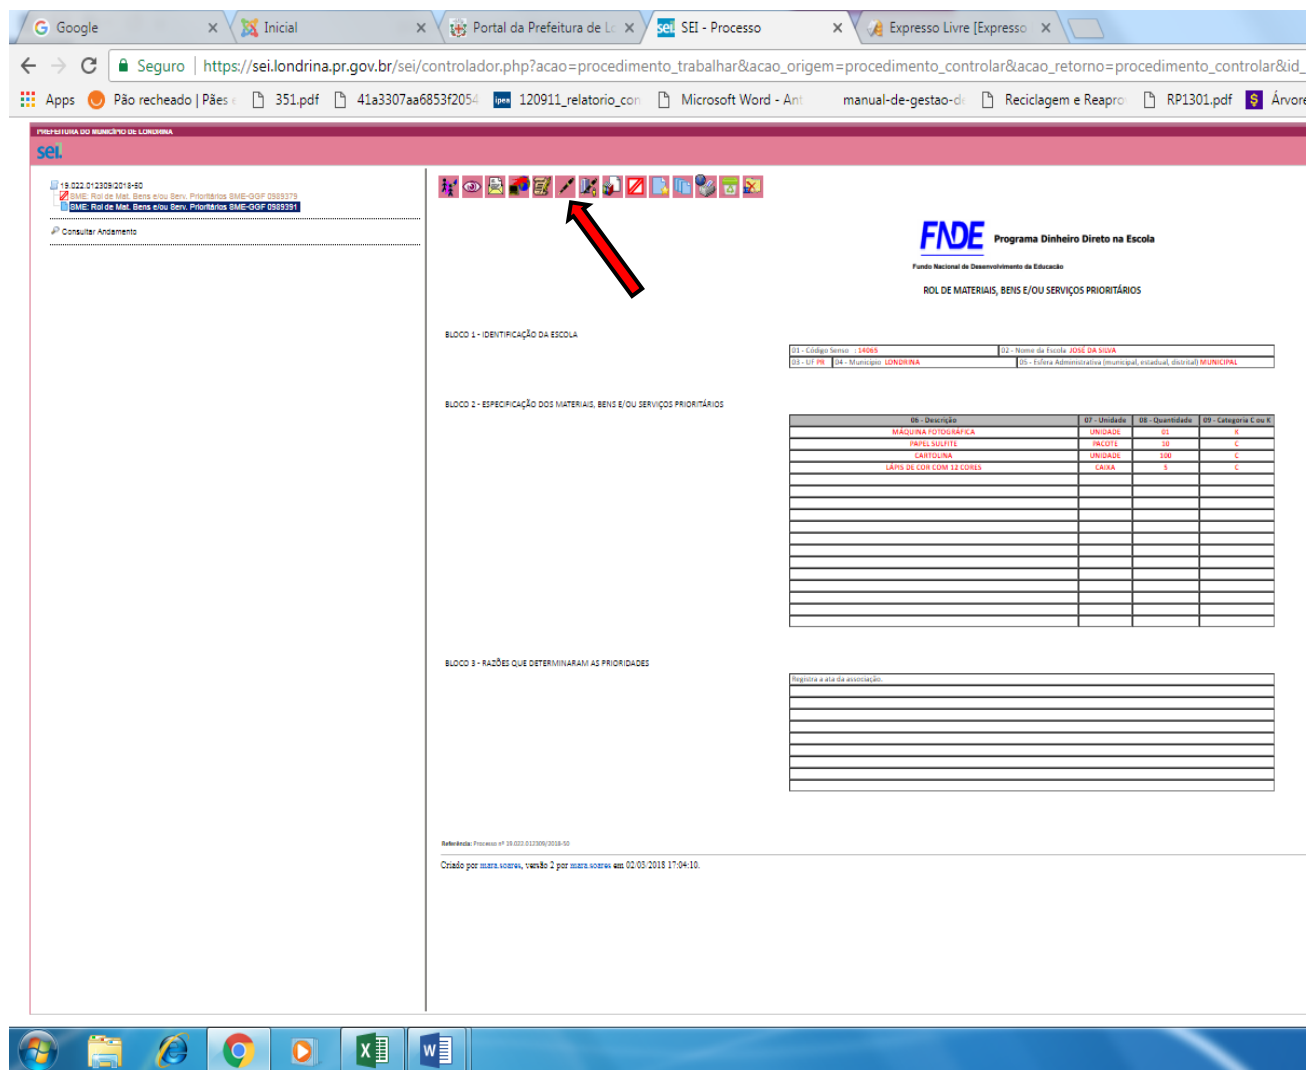 Google
Inicial
Portal da Prefeitura de Lo
sei. SEI - Processo
Expresso Livre [Expresso
Seguro | https://sei.londrina.pr.gov.br/sei/controlador.php?acao=procedimento_trabalhar&acao_origem=procedimento_controlar&acao_retorno=procedimento_controlar&id_
Apps Pão recheado | Pães e 351.pdf 41a3307aa6853f2054 ipea 120911_relatorio_con Microsoft Word - Ant manual-de-gestao-de Reciclagem e Reapro RP1301.pdf $ Árvore
PREFEITURA DO MUNICÍPIO DE LONDRINA
sei.
19.022.012309/2018-50
SME: Rol de Mat. Bens e/ou Serv. Prioritários SME-GGF 0989379
SME: Rol de Mat. Bens e/ou Serv. Prioritários SME-GGF 0989391
Consultar Andamento
FNDE Programa Dinheiro Direto na Escola
Fundo Nacional de Desenvolvimento da Educacão
ROL DE MATERIAIS, BENS E/OU SERVIÇOS PRIORITÁRIOS
BLOCO 1 - IDENTIFICAÇÃO DA ESCOLA
01 - Código Senso : 14065 02 - Nome da Escola JOSÉ DA SILVA
03 - UF PR 04 - Município LONDRINA 05 - Esfera Administrativa (municipal, estadual, distrital) MUNICIPAL
BLOCO 2 - ESPECIFICAÇÃO DOS MATERIAIS, BENS E/OU SERVIÇOS PRIORITÁRIOS
06 - Descrição 07 - Unidade 08 - Quantidade 09 - Categoria C ou K
MÁQUINA FOTOGRÁFICA UNIDADE 01 K
PAPEL SULFITE PACOTE 10 C
CARTOLINA UNIDADE 100 C
LÁPIS DE COR COM 12 CORES CAIXA 5 C
BLOCO 3 - RAZÕES QUE DETERMINARAM AS PRIORIDADES
Registra a ata da associação.
Referência: Processo nº 19.022.012309/2018-50
Criado por mara.soares, versão 2 por mara.soares em 02/03/2018 17:04:10.